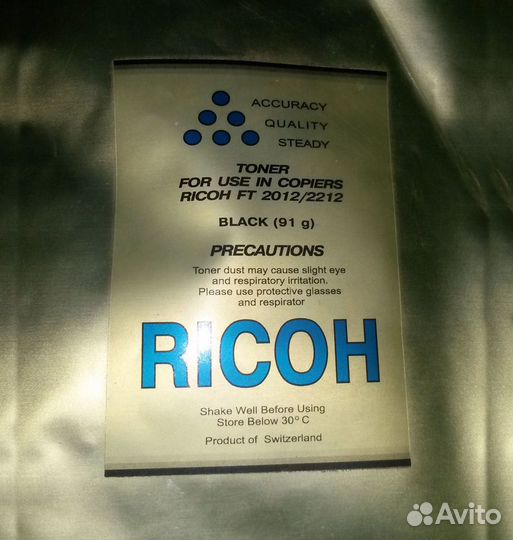 ACCURACY
QUALITY
STEADY
TONER
FOR USE IN COPIERS
RICOH FT 2012/2212
BLACK (91 g)
PRECAUTIONS
Toner dust may cause slight eye
and respiratory irritation.
Please use protective glasses
and respirator
RICOH
Shake Well Before Using
Store Below 30° C
Product of Switzerland
Avito